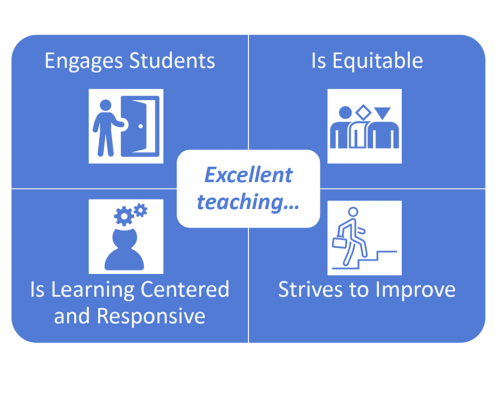 Engages Students
Is Equitable
Excellent
teaching...
Is Learning Centered
and Responsive
Strives to Improve